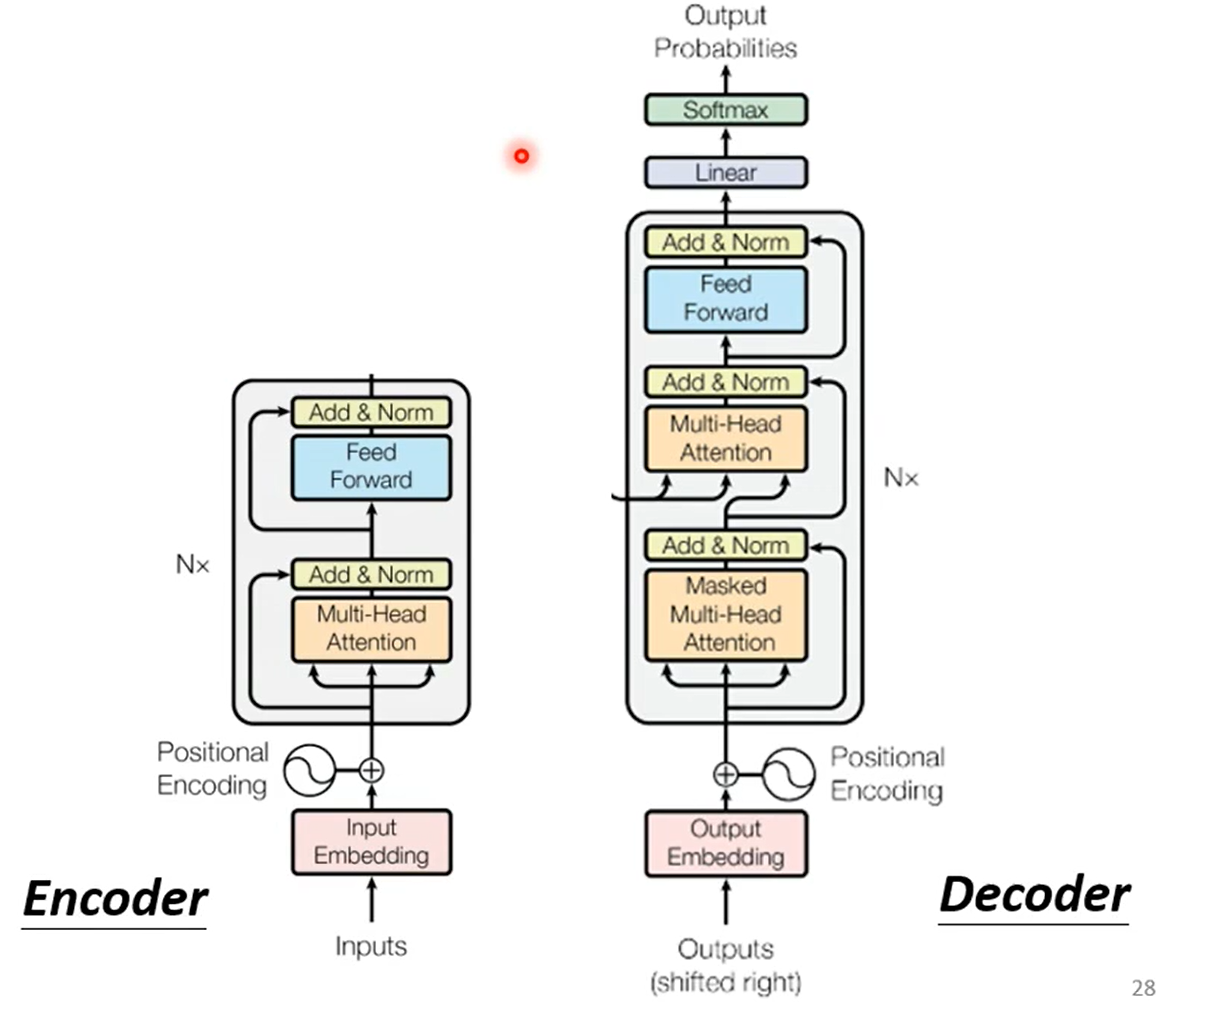 Output
Probabilities
Softmax
Linear
Add & Norm
Feed
Forward
Add & Norm
Multi-Head
Attention
N×
Add & Norm
Masked
Multi-Head
Attention
Positional
Encoding
Output
Embedding
Outputs
(shifted right)
Decoder
Add & Norm
Feed
Forward
N×
Add & Norm
Multi-Head
Attention
Positional
Encoding
Input
Embedding
Inputs
Encoder
28